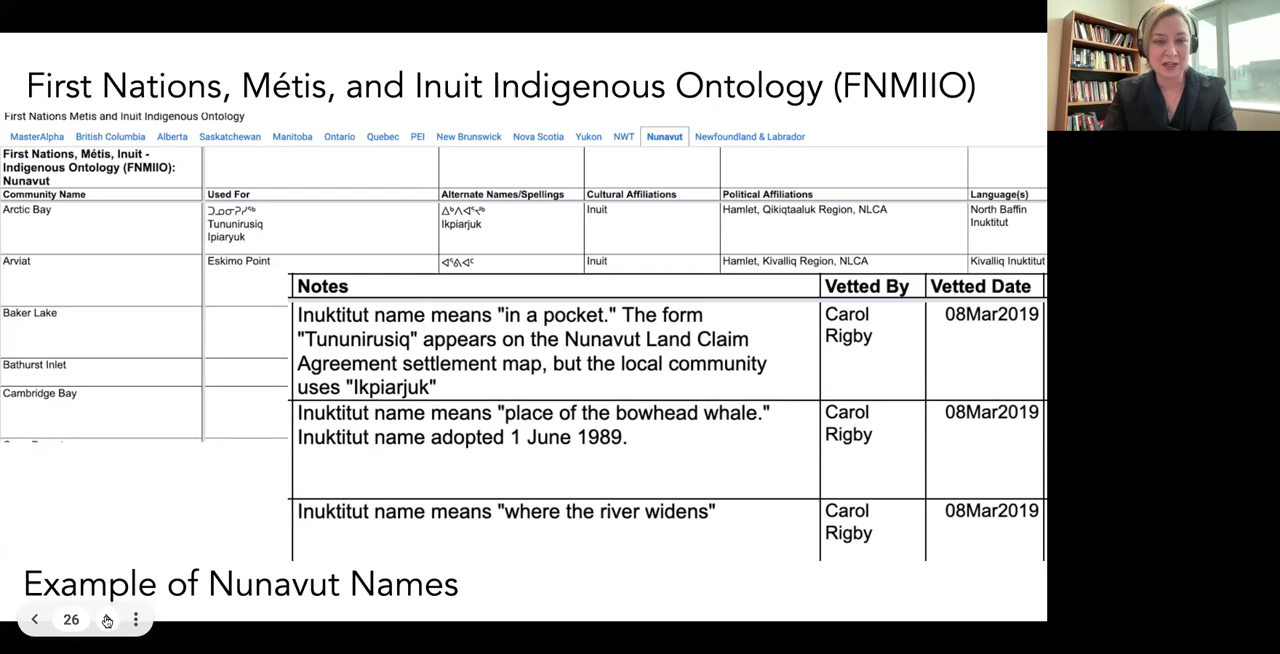 First Nations, Métis, and Inuit Indigenous Ontology (FNMIIO)
First Nations Metis and Inuit Indigenous Ontology
MasterAlpha British Columbia Alberta Saskatchewan Manitoba Ontario Quebec PEI New Brunswick Nova Scotia Yukon NWT Nunavut Newfoundland & Labrador
First Nations, Métis, Inuit -
Indigenous Ontology (FNMIIO):
Nunavut
Community Name Used For Alternate Names/Spellings Cultural Affiliations Political Affiliations Language(s)
Arctic Bay ᑐᓄᓂᕈᓯᖅ ᐃᒃᐱᐊᕐᔪᒃ Inuit Hamlet, Qikiqtaaluk Region, NLCA North Baffin
Tununirusiq Ikpiarjuk Inuktitut
Ipiaryuk
Arviat Eskimo Point ᐊᕐᕕᐊᑦ Inuit Hamlet, Kivalliq Region, NLCA Kivalliq Inuktitut
Baker Lake
Bathurst Inlet
Cambridge Bay
Notes Vetted By Vetted Date
Inuktitut name means "in a pocket." The form Carol 08Mar2019
"Tununirusiq" appears on the Nunavut Land Claim Rigby
Agreement settlement map, but the local community
uses "Ikpiarjuk"
Inuktitut name means "place of the bowhead whale." Carol 08Mar2019
Inuktitut name adopted 1 June 1989. Rigby
Inuktitut name means "where the river widens" Carol 08Mar2019
Rigby
Example of Nunavut Names
26